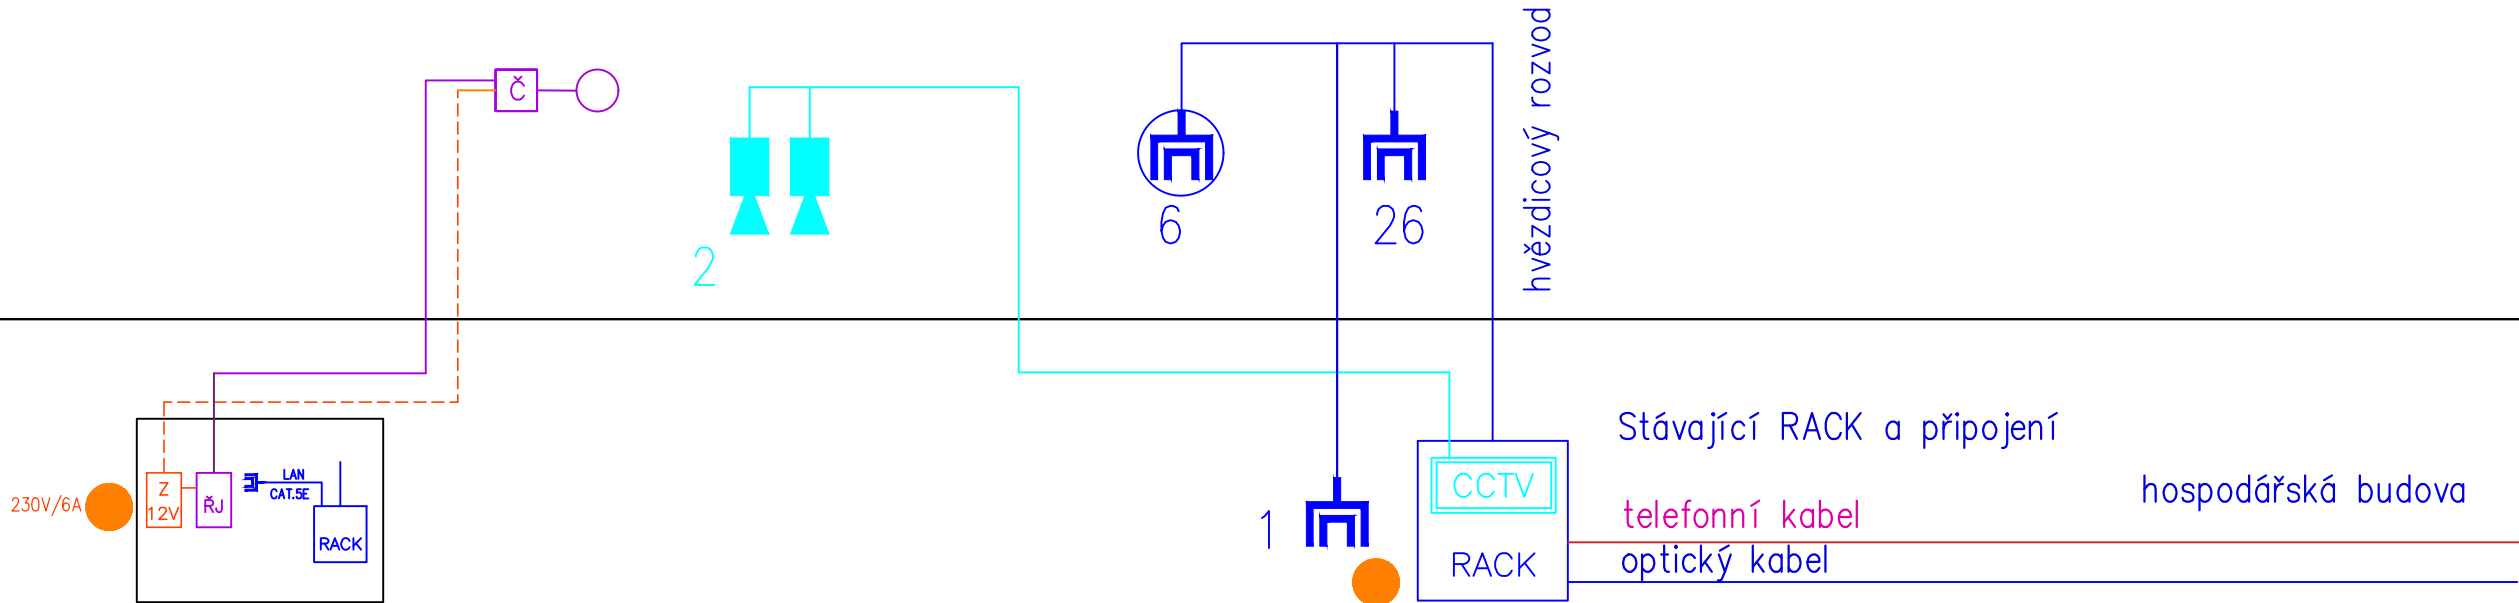 Č
2
6
26
hvězdicový rozvod
230V/6A
Z
12V
ŘJ
LAN
CAT.5E
RACK
1
CCTV
RACK
Stávající RACK a připojení
hospodářská budova
telefonní kabel
optický kabel